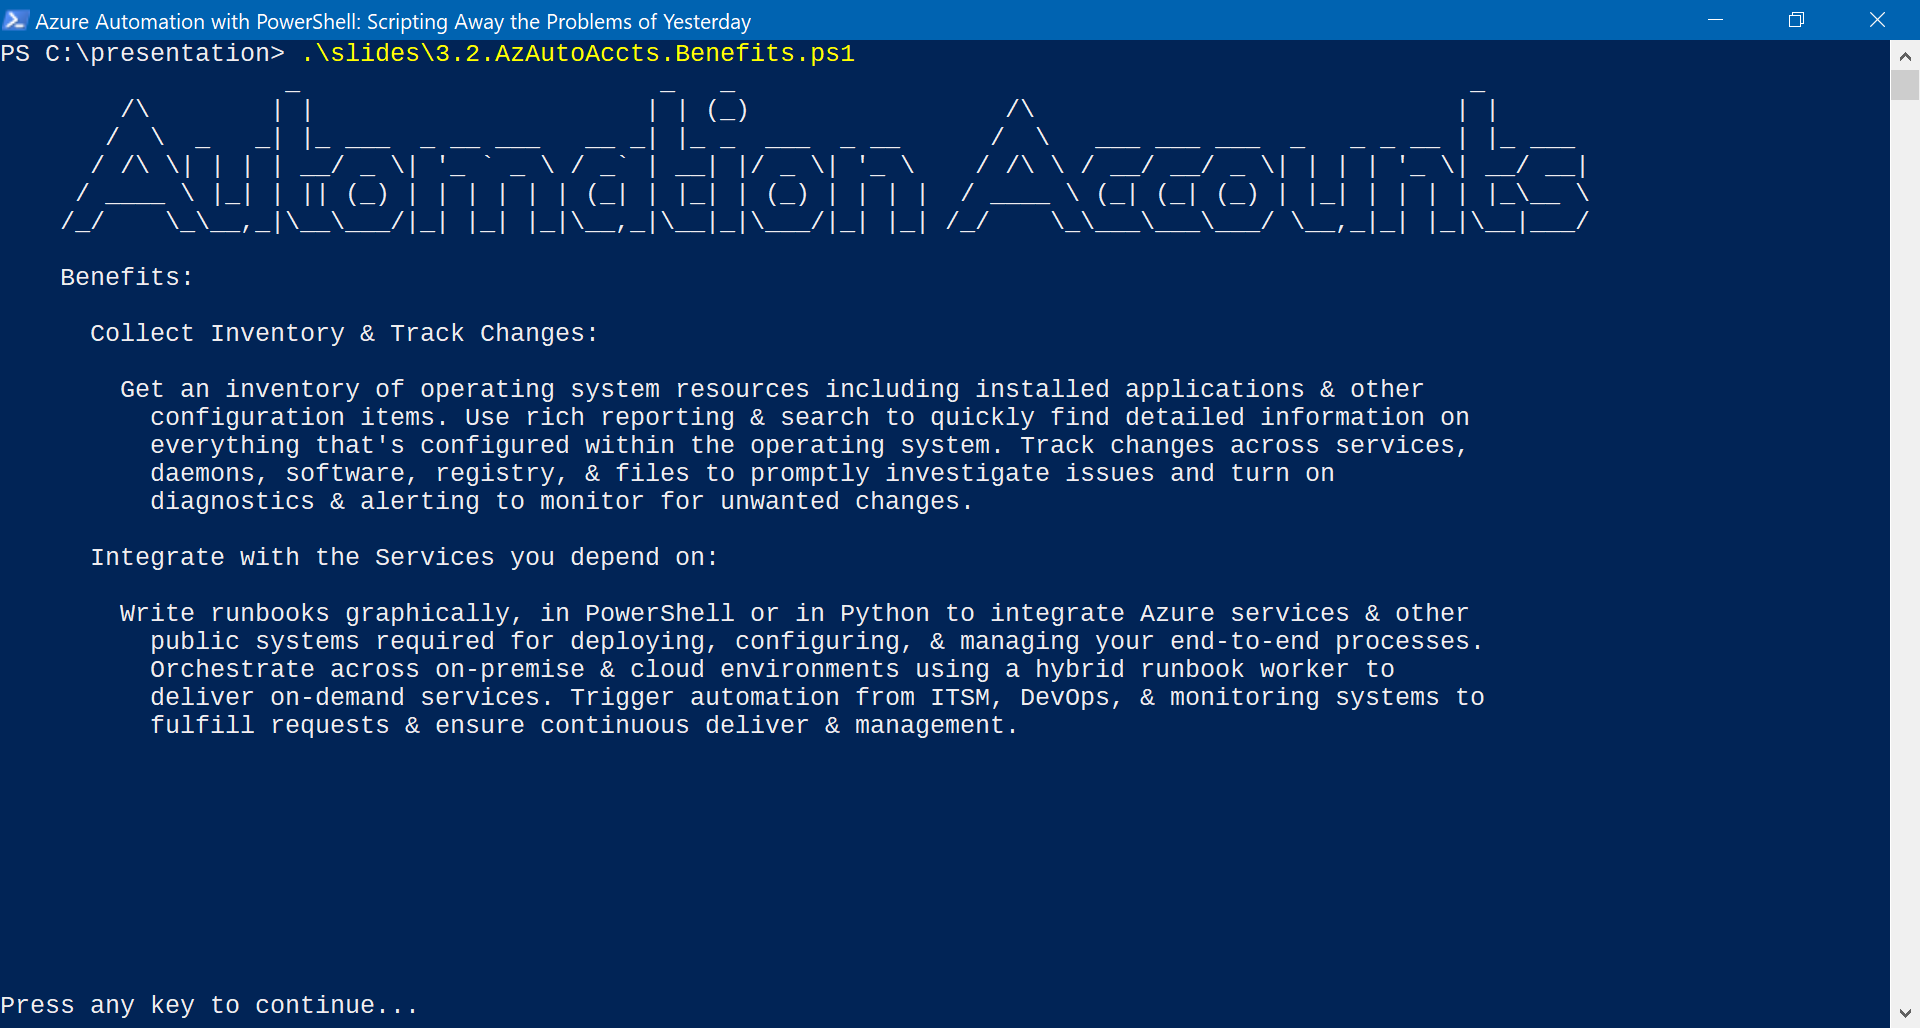 Azure Automation with PowerShell: Scripting Away the Problems of Yesterday
PS C:\presentation> .\slides\3.2.AzAutoAccts.Benefits.ps1
Automation Accounts
Benefits:
Collect Inventory & Track Changes:
Get an inventory of operating system resources including installed applications & other
configuration items. Use rich reporting & search to quickly find detailed information on
everything that's configured within the operating system. Track changes across services,
daemons, software, registry, & files to promptly investigate issues and turn on
diagnostics & alerting to monitor for unwanted changes.
Integrate with the Services you depend on:
Write runbooks graphically, in PowerShell or in Python to integrate Azure services & other
public systems required for deploying, configuring, & managing your end-to-end processes.
Orchestrate across on-premise & cloud environments using a hybrid runbook worker to
deliver on-demand services. Trigger automation from ITSM, DevOps, & monitoring systems to
fulfill requests & ensure continuous deliver & management.
Press any key to continue...